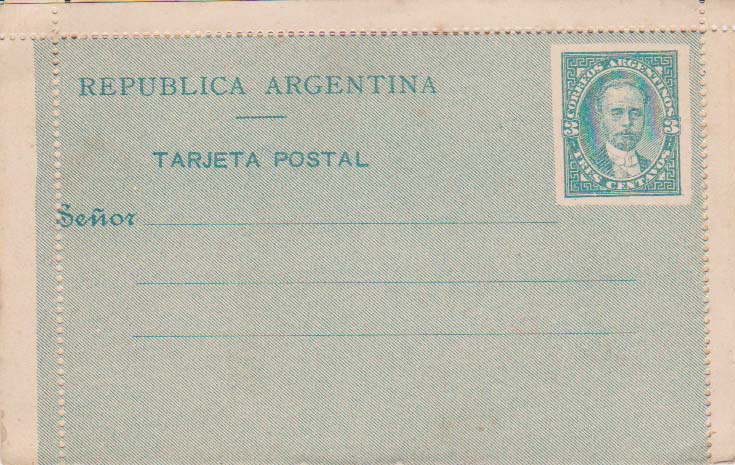 REPUBLICA ARGENTINA
TARJETA POSTAL
Señor
CORREOS ARGENTINOS
3 3
TRES CENTAVOS